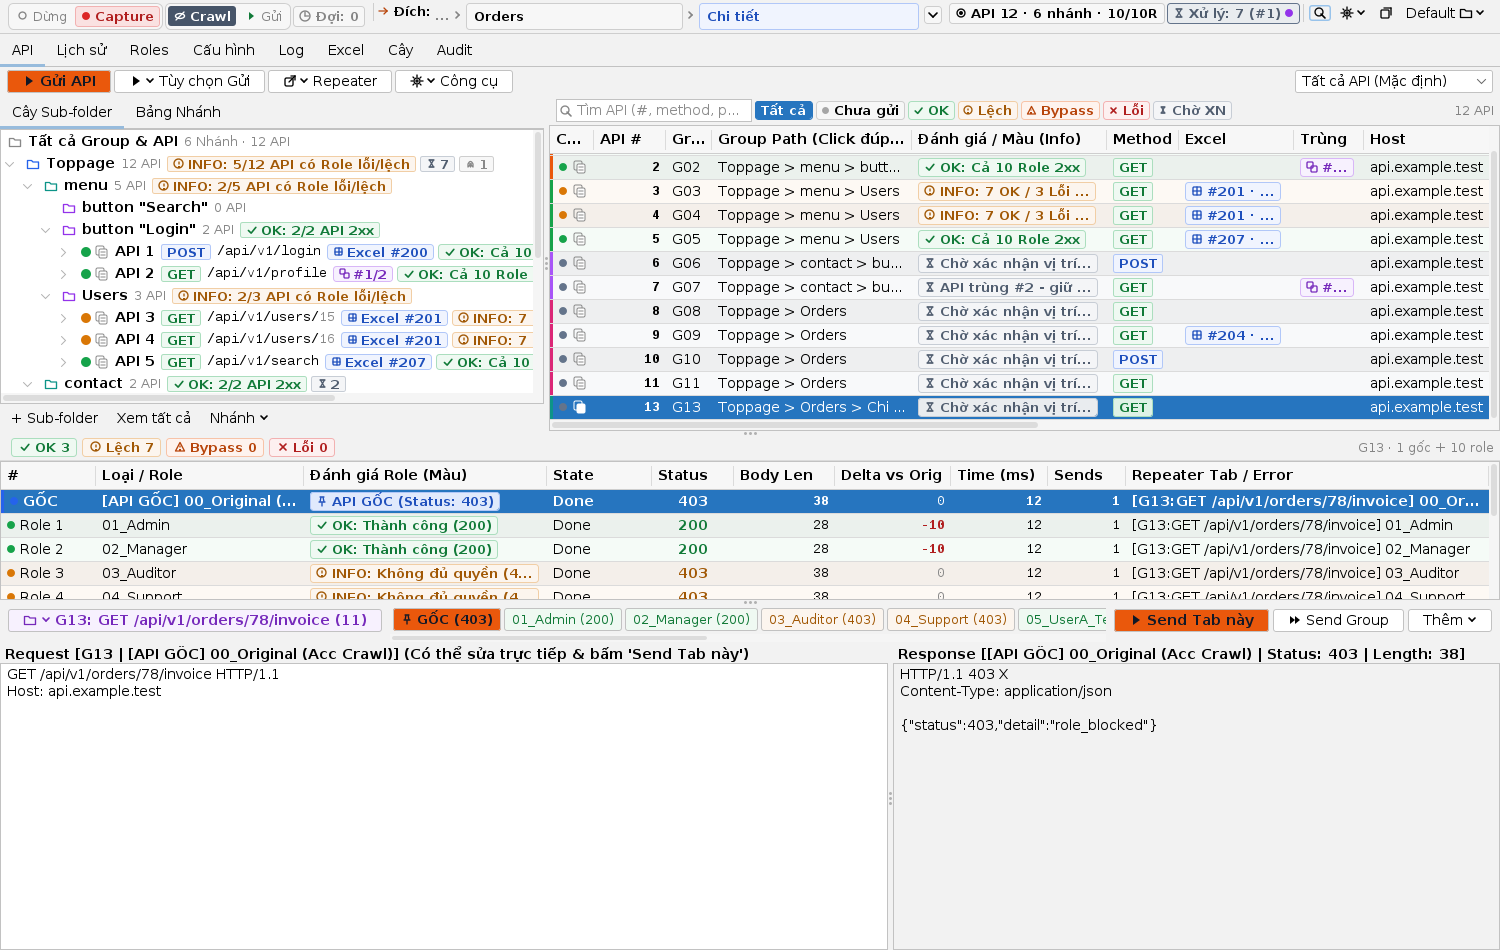 Dừng Capture Crawl Gửi Đợi: 0 Đích: ... > Orders > Chi tiết API 12 · 6 nhánh · 10/10R Xử lý: 7 (#1) Default
API Lịch sử Roles Cấu hình Log Excel Cây Audit
Gửi API Tùy chọn Gửi Repeater Công cụ Tất cả API (Mặc định)
Cây Sub-folder Bảng Nhánh
Tìm API (#, method, p... Tất cả Chưa gửi OK Lệch Bypass Lỗi Chờ XN 12 API
Tất cả Group & API 6 Nhánh · 12 API
Toppage 12 API INFO: 5/12 API có Role lỗi/lệch 7 1
menu 5 API INFO: 2/5 API có Role lỗi/lệch
button "Search" 0 API
button "Login" 2 API OK: 2/2 API 2xx
API 1 POST /api/v1/login Excel #200 OK: Cả 10
API 2 GET /api/v1/profile #1/2 OK: Cả 10 Role
Users 3 API INFO: 2/3 API có Role lỗi/lệch
API 3 GET /api/v1/users/15 Excel #201 INFO: 7
API 4 GET /api/v1/users/16 Excel #201 INFO: 7
API 5 GET /api/v1/search Excel #207 OK: Cả 10
contact 2 API OK: 2/2 API 2xx 2
C... API # Gr... Group Path (Click đúp... Đánh giá / Màu (Info) Method Excel Trùng Host
2 G02 Toppage > menu > butt... OK: Cả 10 Role 2xx GET #... api.example.test
3 G03 Toppage > menu > Users INFO: 7 OK / 3 Lỗi ... GET #201 · ... api.example.test
4 G04 Toppage > menu > Users INFO: 7 OK / 3 Lỗi ... GET #201 · ... api.example.test
5 G05 Toppage > menu > Users OK: Cả 10 Role 2xx GET #207 · ... api.example.test
6 G06 Toppage > contact > bu... Chờ xác nhận vị trí... POST api.example.test
7 G07 Toppage > contact > bu... API trùng #2 - giữ ... GET #... api.example.test
8 G08 Toppage > Orders Chờ xác nhận vị trí... GET api.example.test
9 G09 Toppage > Orders Chờ xác nhận vị trí... GET #204 · ... api.example.test
10 G10 Toppage > Orders Chờ xác nhận vị trí... POST api.example.test
11 G11 Toppage > Orders Chờ xác nhận vị trí... GET api.example.test
13 G13 Toppage > Orders > Chi ... Chờ xác nhận vị trí... GET api.example.test
+ Sub-folder Xem tất cả Nhánh
OK 3 Lệch 7 Bypass 0 Lỗi 0 G13 · 1 gốc + 10 role
# Loại / Role Đánh giá Role (Màu) State Status Body Len Delta vs Orig Time (ms) Sends Repeater Tab / Error
GỐC [API GỐC] 00_Original (... API GỐC (Status: 403) Done 403 38 0 12 1 [G13:GET /api/v1/orders/78/invoice] 00_Or...
Role 1 01_Admin OK: Thành công (200) Done 200 28 -10 12 1 [G13:GET /api/v1/orders/78/invoice] 01_Admin
Role 2 02_Manager OK: Thành công (200) Done 200 28 -10 12 1 [G13:GET /api/v1/orders/78/invoice] 02_Manager
Role 3 03_Auditor INFO: Không đủ quyền (4... Done 403 38 0 12 1 [G13:GET /api/v1/orders/78/invoice] 03_Auditor
Role 4 04_Support INFO: Không đủ quyền (4... Done 403 38 0 12 1 [G13:GET /api/v1/orders/78/invoice] 04_Support
G13: GET /api/v1/orders/78/invoice (11) GỐC (403) 01_Admin (200) 02_Manager (200) 03_Auditor (403) 04_Support (403) 05_UserA_Te Send Tab này Send Group Thêm
Request [G13 | [API GỐC] 00_Original (Acc Crawl)] (Có thể sửa trực tiếp & bấm 'Send Tab này')
GET /api/v1/orders/78/invoice HTTP/1.1
Host: api.example.test
Response [[API GỐC] 00_Original (Acc Crawl) | Status: 403 | Length: 38]
HTTP/1.1 403 X
Content-Type: application/json
{"status":403,"detail":"role_blocked"}